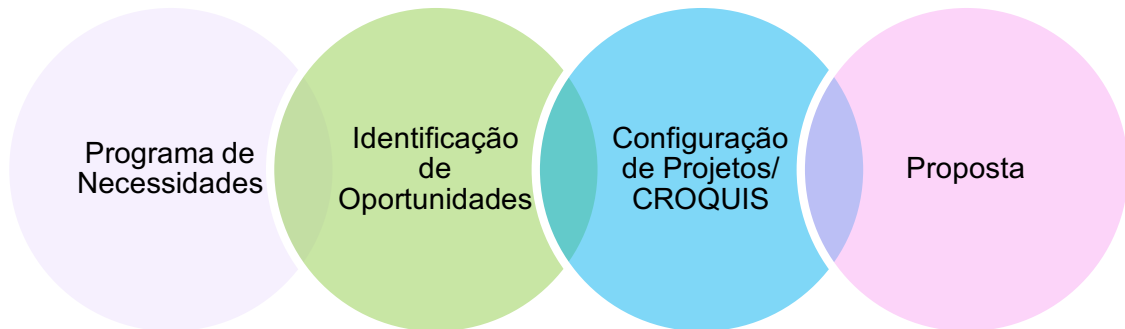 Programa de
Necessidades
Identificação
de
Oportunidades
Configuração
de Projetos/
CROQUIS
Proposta